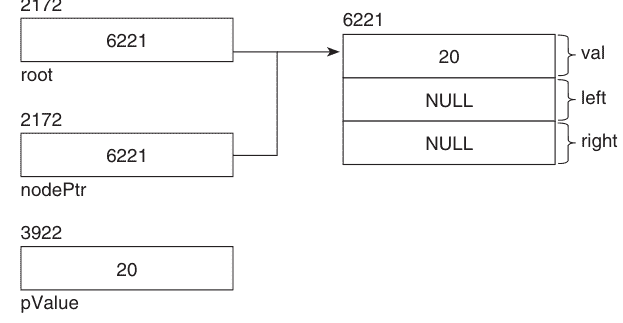 2172
6221
root
2172
6221
nodePtr
3922
20
pValue
6221
20
val
NULL
left
NULL
right